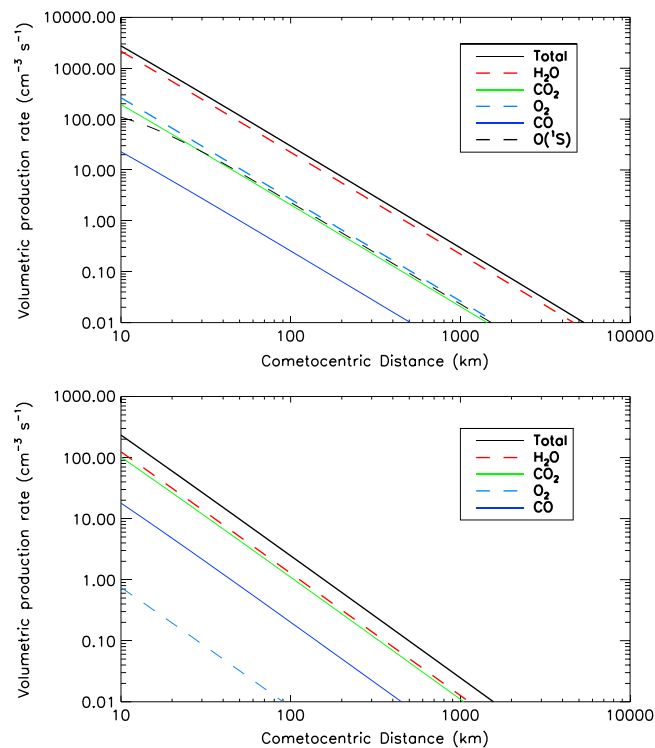 10000.00
1000.00
100.00
10.00
1.00
0.10
0.01
Volumetric production rate (cm⁻³ s⁻¹)
Total
H₂O
CO₂
O₂
CO
O(¹S)
10 100 1000 10000
Cometocentric Distance (km)
1000.00
100.00
10.00
1.00
0.10
0.01
Volumetric production rate (cm⁻³ s⁻¹)
Total
H₂O
CO₂
O₂
CO
10 100 1000 10000
Cometocentric Distance (km)